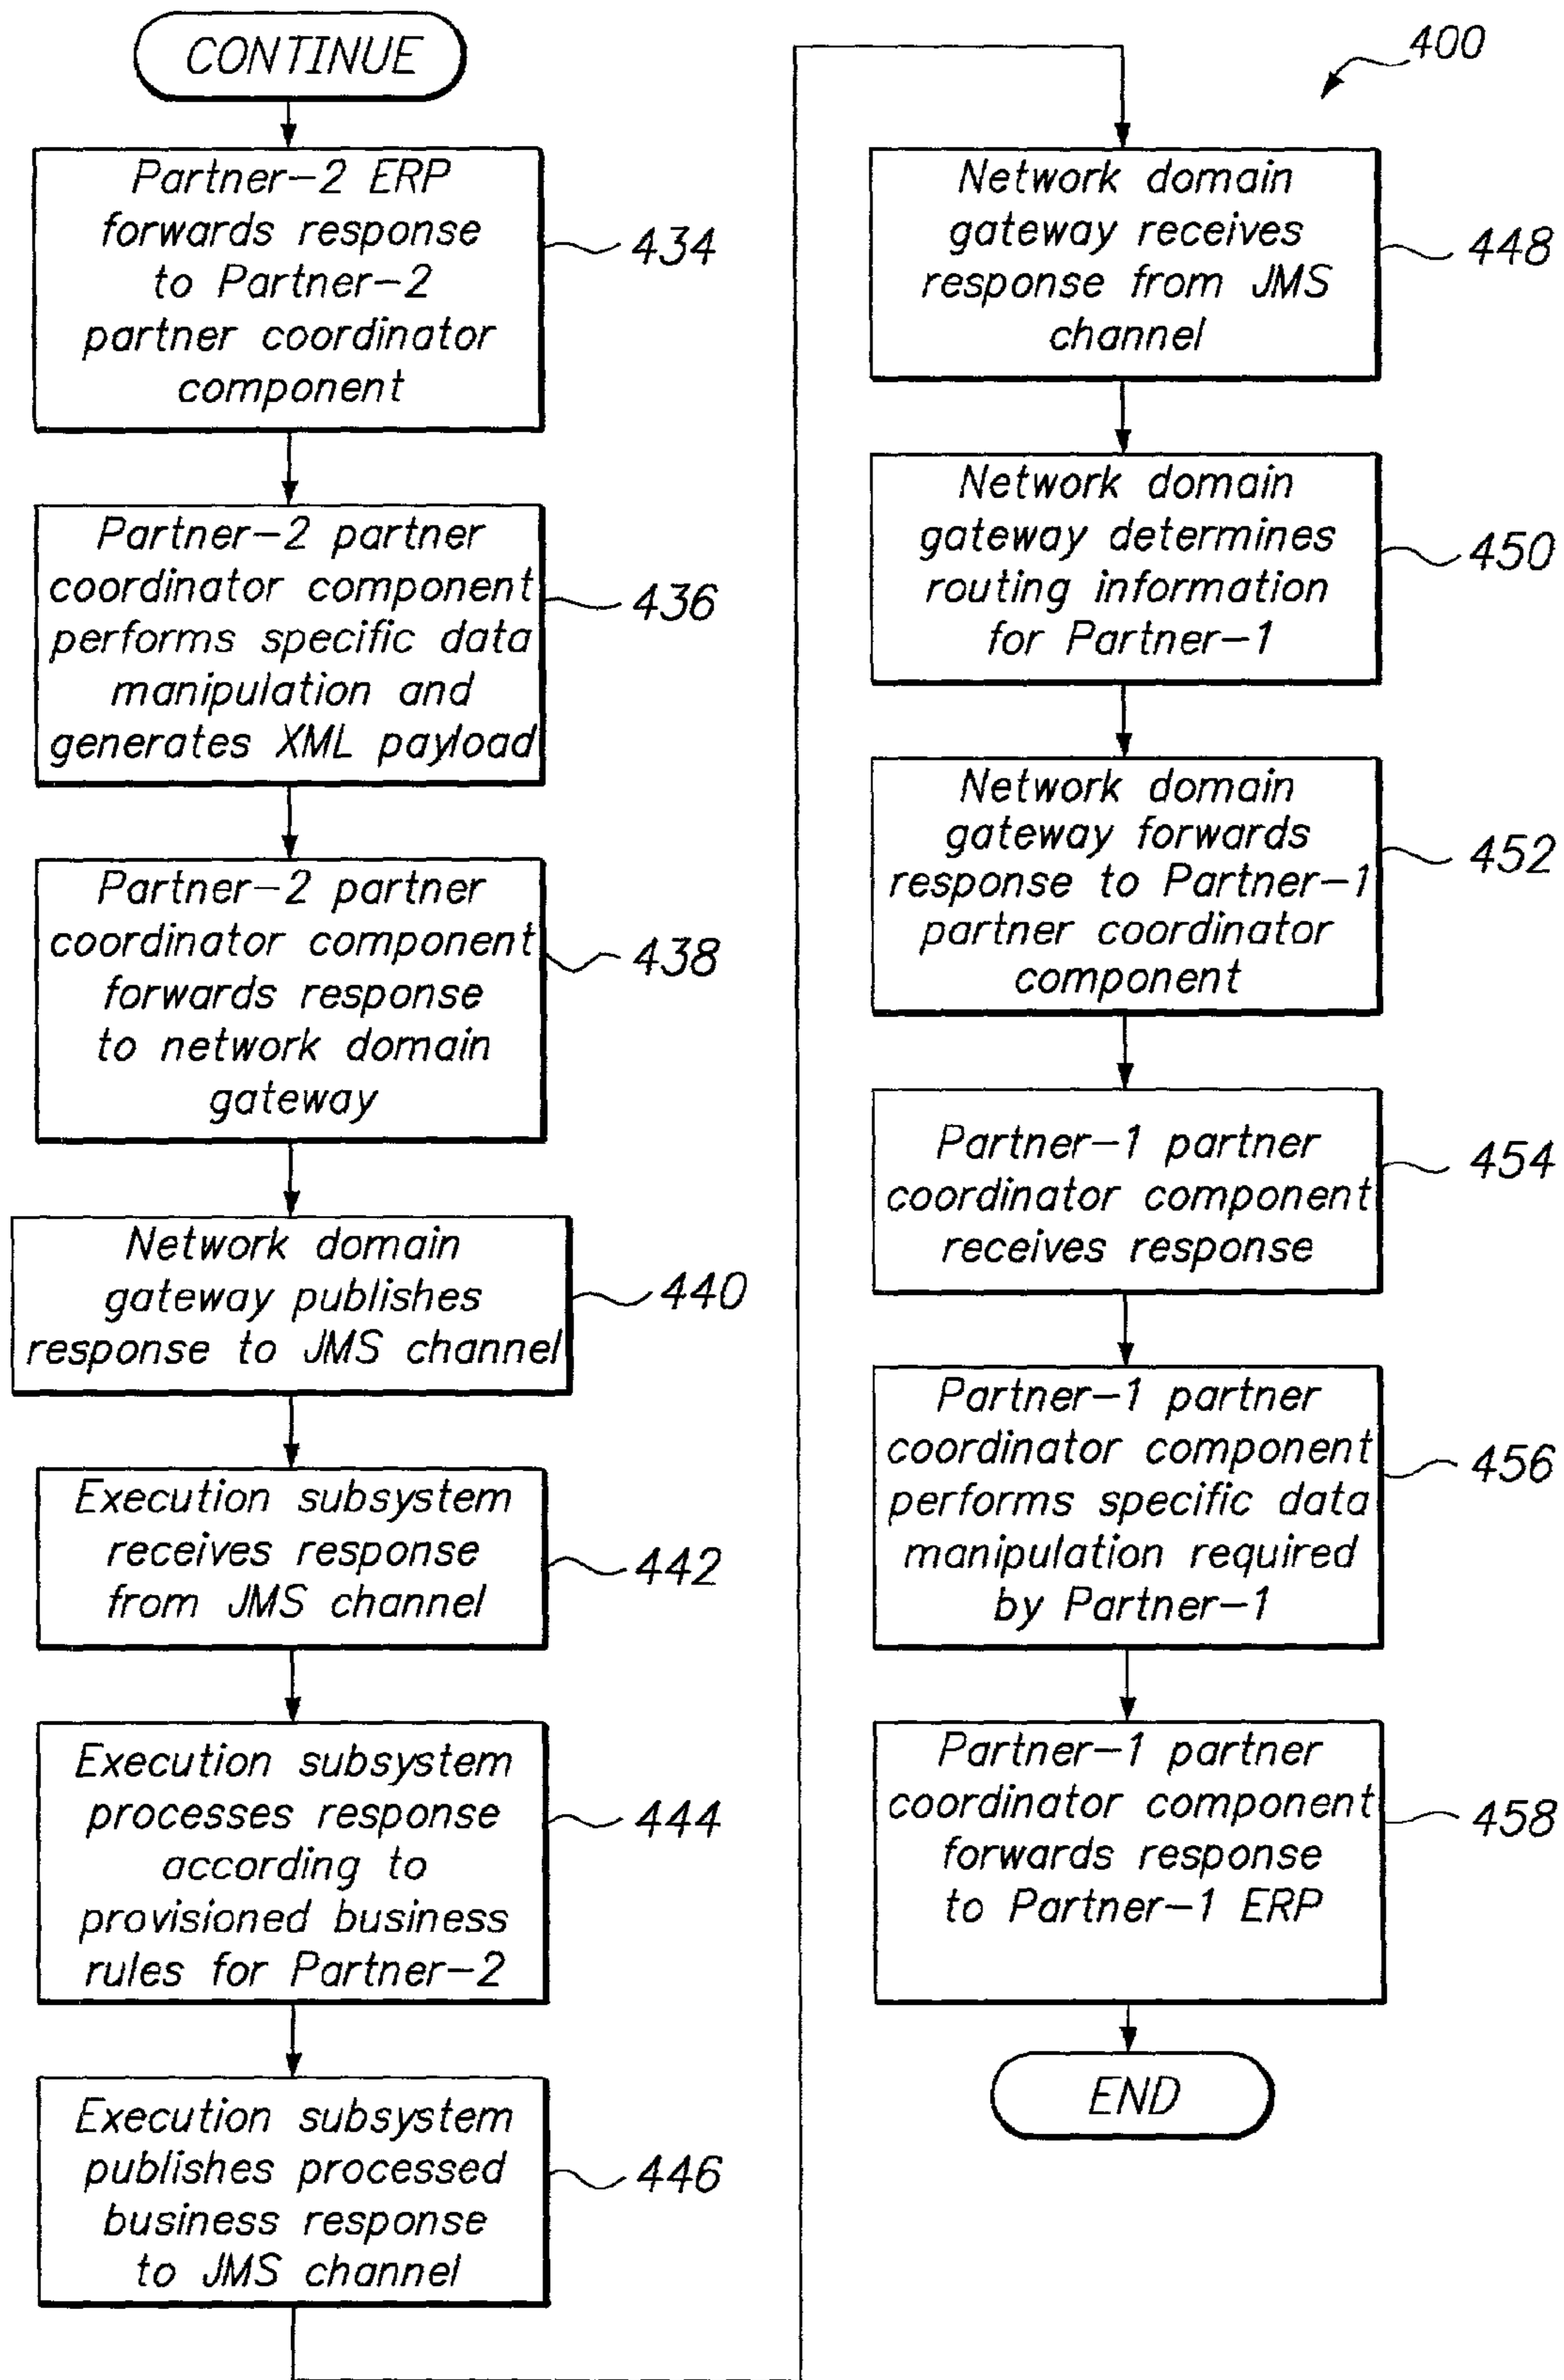 CONTINUE
Partner-2 ERP
forwards response
to Partner-2
partner coordinator
component
434
Partner-2 partner
coordinator component
performs specific data
manipulation and
generates XML payload
436
Partner-2 partner
coordinator component
forwards response
to network domain
gateway
438
Network domain
gateway publishes
response to JMS channel
440
Execution subsystem
receives response
from JMS channel
442
Execution subsystem
processes response
according to
provisioned business
rules for Partner-2
444
Execution subsystem
publishes processed
business response
to JMS channel
446
400
Network domain
gateway receives
response from JMS
channel
448
Network domain
gateway determines
routing information
for Partner-1
450
Network domain
gateway forwards
response to Partner-1
partner coordinator
component
452
Partner-1 partner
coordinator component
receives response
454
Partner-1 partner
coordinator component
performs specific data
manipulation required
by Partner-1
456
Partner-1 partner
coordinator component
forwards response
to Partner-1 ERP
458
END